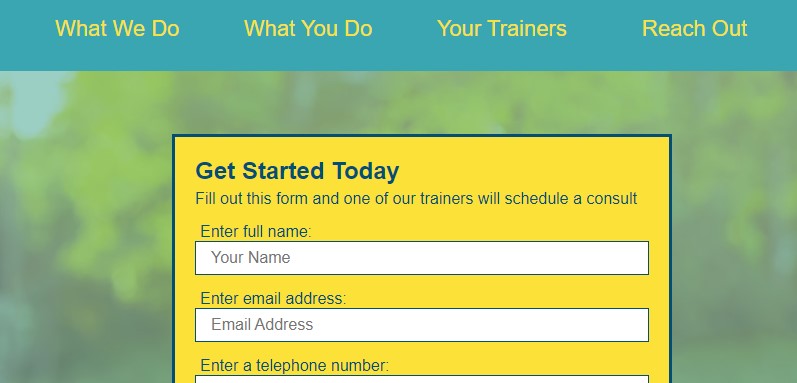 What We Do What You Do Your Trainers Reach Out
Get Started Today
Fill out this form and one of our trainers will schedule a consult
Enter full name:
Your Name
Enter email address:
Email Address
Enter a telephone number: